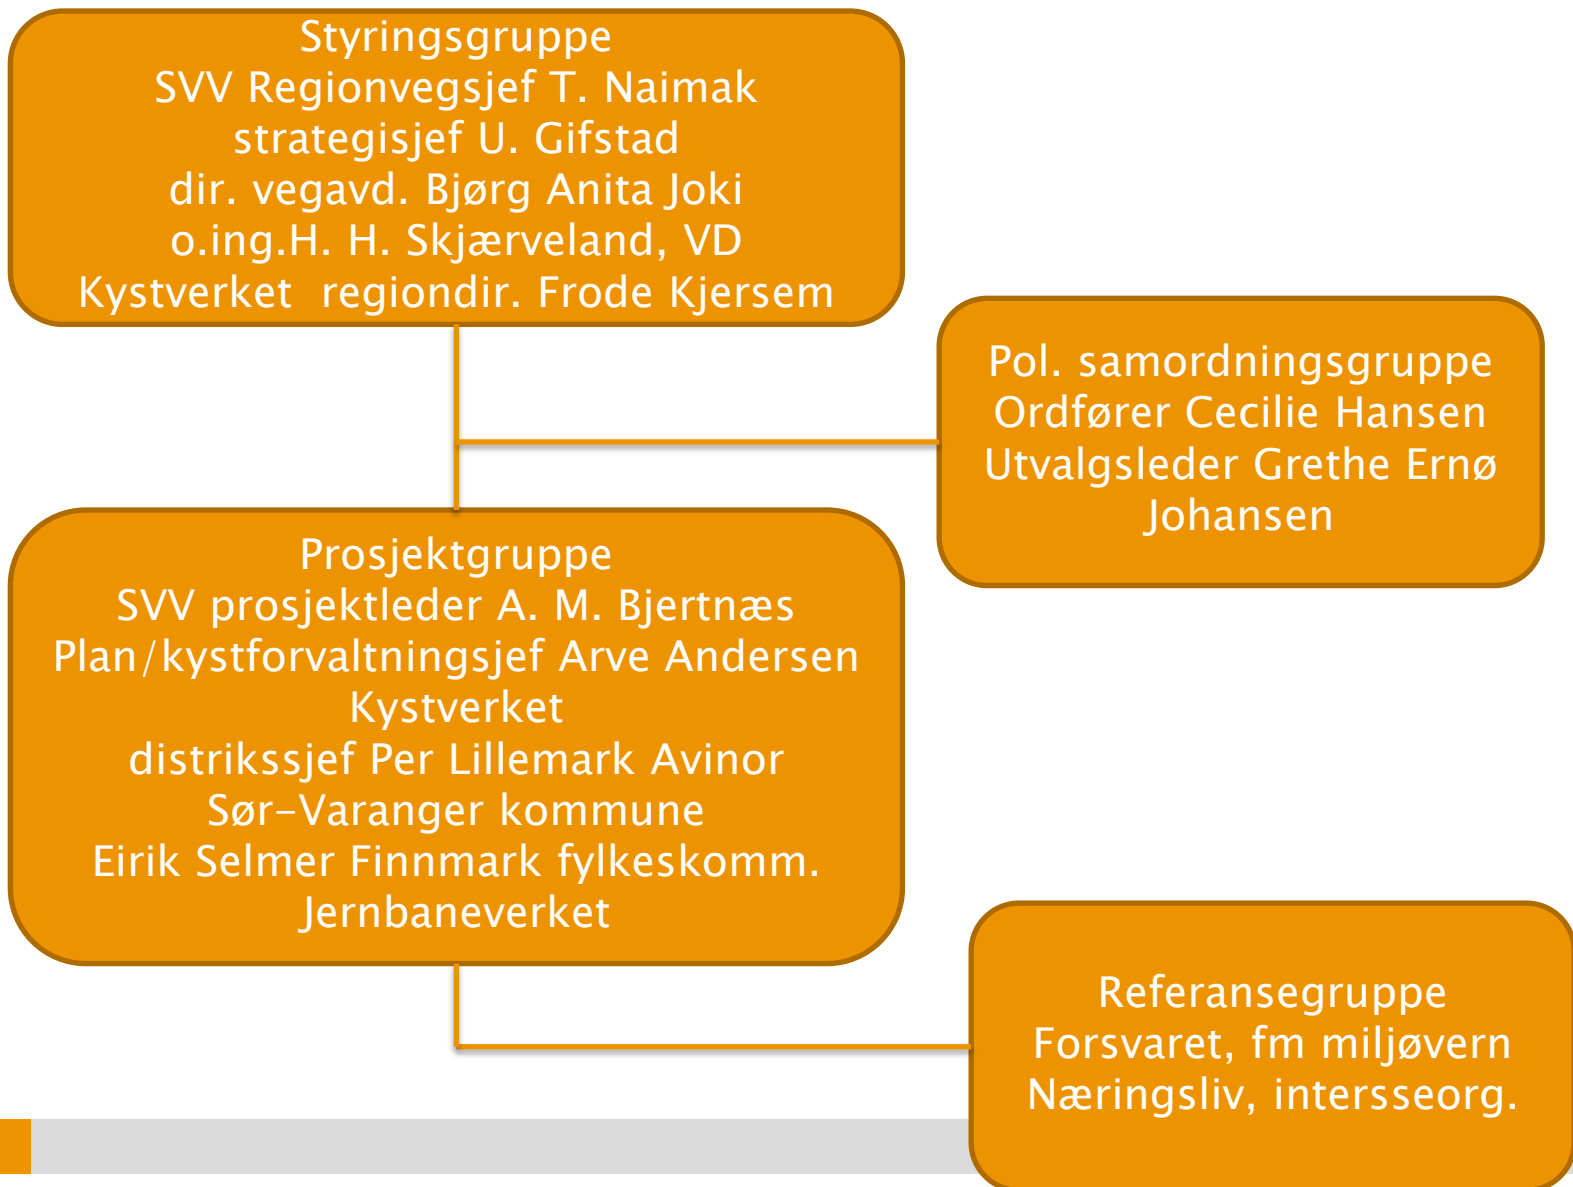 Styringsgruppe
SVV Regionvegsjef T. Naimak
strategisjef U. Gifstad
dir. vegavd. Bjørg Anita Joki
o.ing.H. H. Skjærveland, VD
Kystverket  regiondir. Frode Kjersem
Pol. samordningsgruppe
Ordfører Cecilie Hansen
Utvalgsleder Grethe Ernø
Johansen
Prosjektgruppe
SVV prosjektleder A. M. Bjertnæs
Plan/kystforvaltningsjef Arve Andersen
Kystverket
distrikssjef Per Lillemark Avinor
Sør-Varanger kommune
Eirik Selmer Finnmark fylkeskomm.
Jernbaneverket
Referansegruppe
Forsvaret, fm miljøvern
Næringsliv, intersseorg.